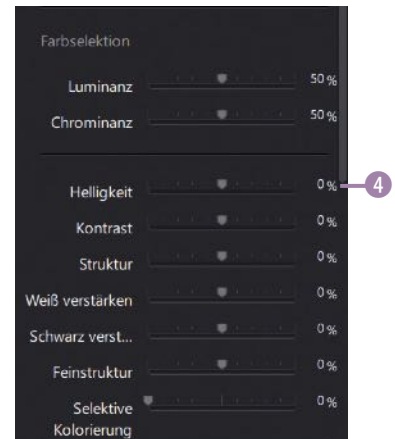 Farbselektion
Luminanz 50 %
Chrominanz 50 %
Helligkeit 0 % 4
Kontrast 0 %
Struktur 0 %
Weiß verstärken 0 %
Schwarz verst... 0 %
Feinstruktur 0 %
Selektive 0 %
Kolorierung